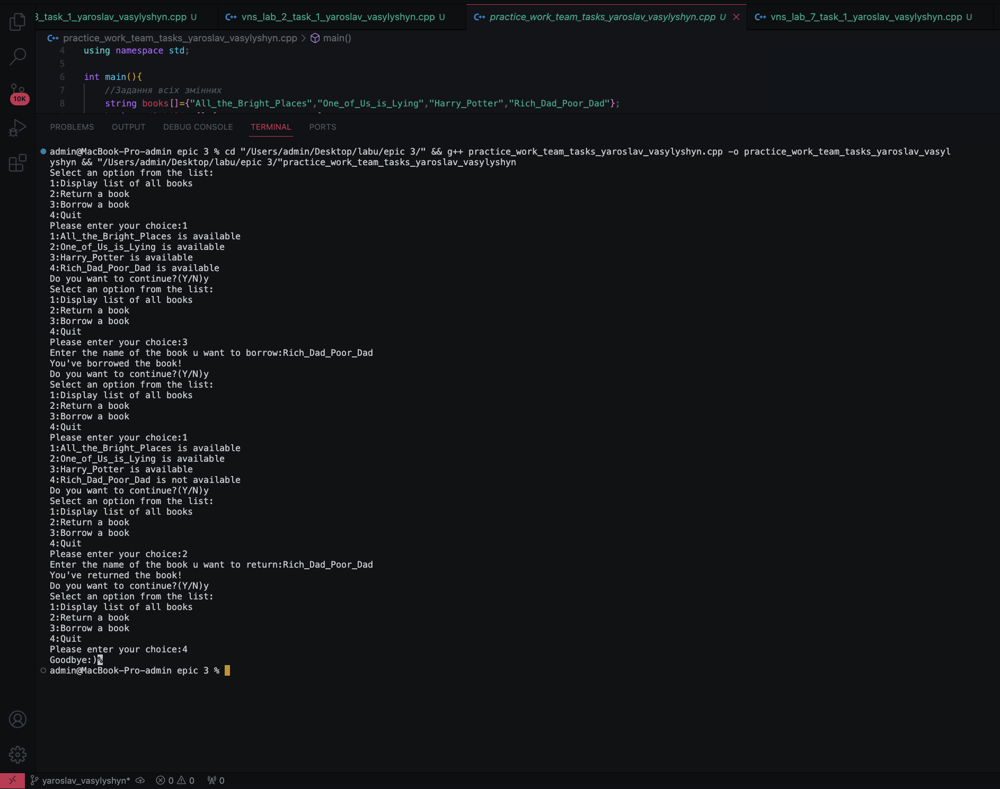 3_task_1_yaroslav_vasylyshyn.cpp U
C++ vns_lab_2_task_1_yaroslav_vasylyshyn.cpp U
C++ practice_work_team_tasks_yaroslav_vasylyshyn.cpp U
C++ vns_lab_7_task_1_yaroslav_vasylyshyn.cpp U
C++ practice_work_team_tasks_yaroslav_vasylyshyn.cpp > main()
4 using namespace std;
5
6 int main(){
7 //Задання всіх змінних
8 string books[]={"All_the_Bright_Places","One_of_Us_is_Lying","Harry_Potter","Rich_Dad_Poor_Dad"};
10K
PROBLEMS OUTPUT DEBUG CONSOLE TERMINAL PORTS
admin@MacBook-Pro-admin epic 3 % cd "/Users/admin/Desktop/labu/epic 3/" && g++ practice_work_team_tasks_yaroslav_vasylyshyn.cpp -o practice_work_team_tasks_yaroslav_vasyl
yshyn && "/Users/admin/Desktop/labu/epic 3/"practice_work_team_tasks_yaroslav_vasylyshyn
Select an option from the list:
1:Display list of all books
2:Return a book
3:Borrow a book
4:Quit
Please enter your choice:1
1:All_the_Bright_Places is available
2:One_of_Us_is_Lying is available
3:Harry_Potter is available
4:Rich_Dad_Poor_Dad is available
Do you want to continue?(Y/N)y
Select an option from the list:
1:Display list of all books
2:Return a book
3:Borrow a book
4:Quit
Please enter your choice:3
Enter the name of the book u want to borrow:Rich_Dad_Poor_Dad
You've borrowed the book!
Do you want to continue?(Y/N)y
Select an option from the list:
1:Display list of all books
2:Return a book
3:Borrow a book
4:Quit
Please enter your choice:1
1:All_the_Bright_Places is available
2:One_of_Us_is_Lying is available
3:Harry_Potter is available
4:Rich_Dad_Poor_Dad is not available
Do you want to continue?(Y/N)y
Select an option from the list:
1:Display list of all books
2:Return a book
3:Borrow a book
4:Quit
Please enter your choice:2
Enter the name of the book u want to return:Rich_Dad_Poor_Dad
You've returned the book!
Do you want to continue?(Y/N)y
Select an option from the list:
1:Display list of all books
2:Return a book
3:Borrow a book
4:Quit
Please enter your choice:4
Goodbye:)%
admin@MacBook-Pro-admin epic 3 %
yaroslav_vasylyshyn* 0 0 0